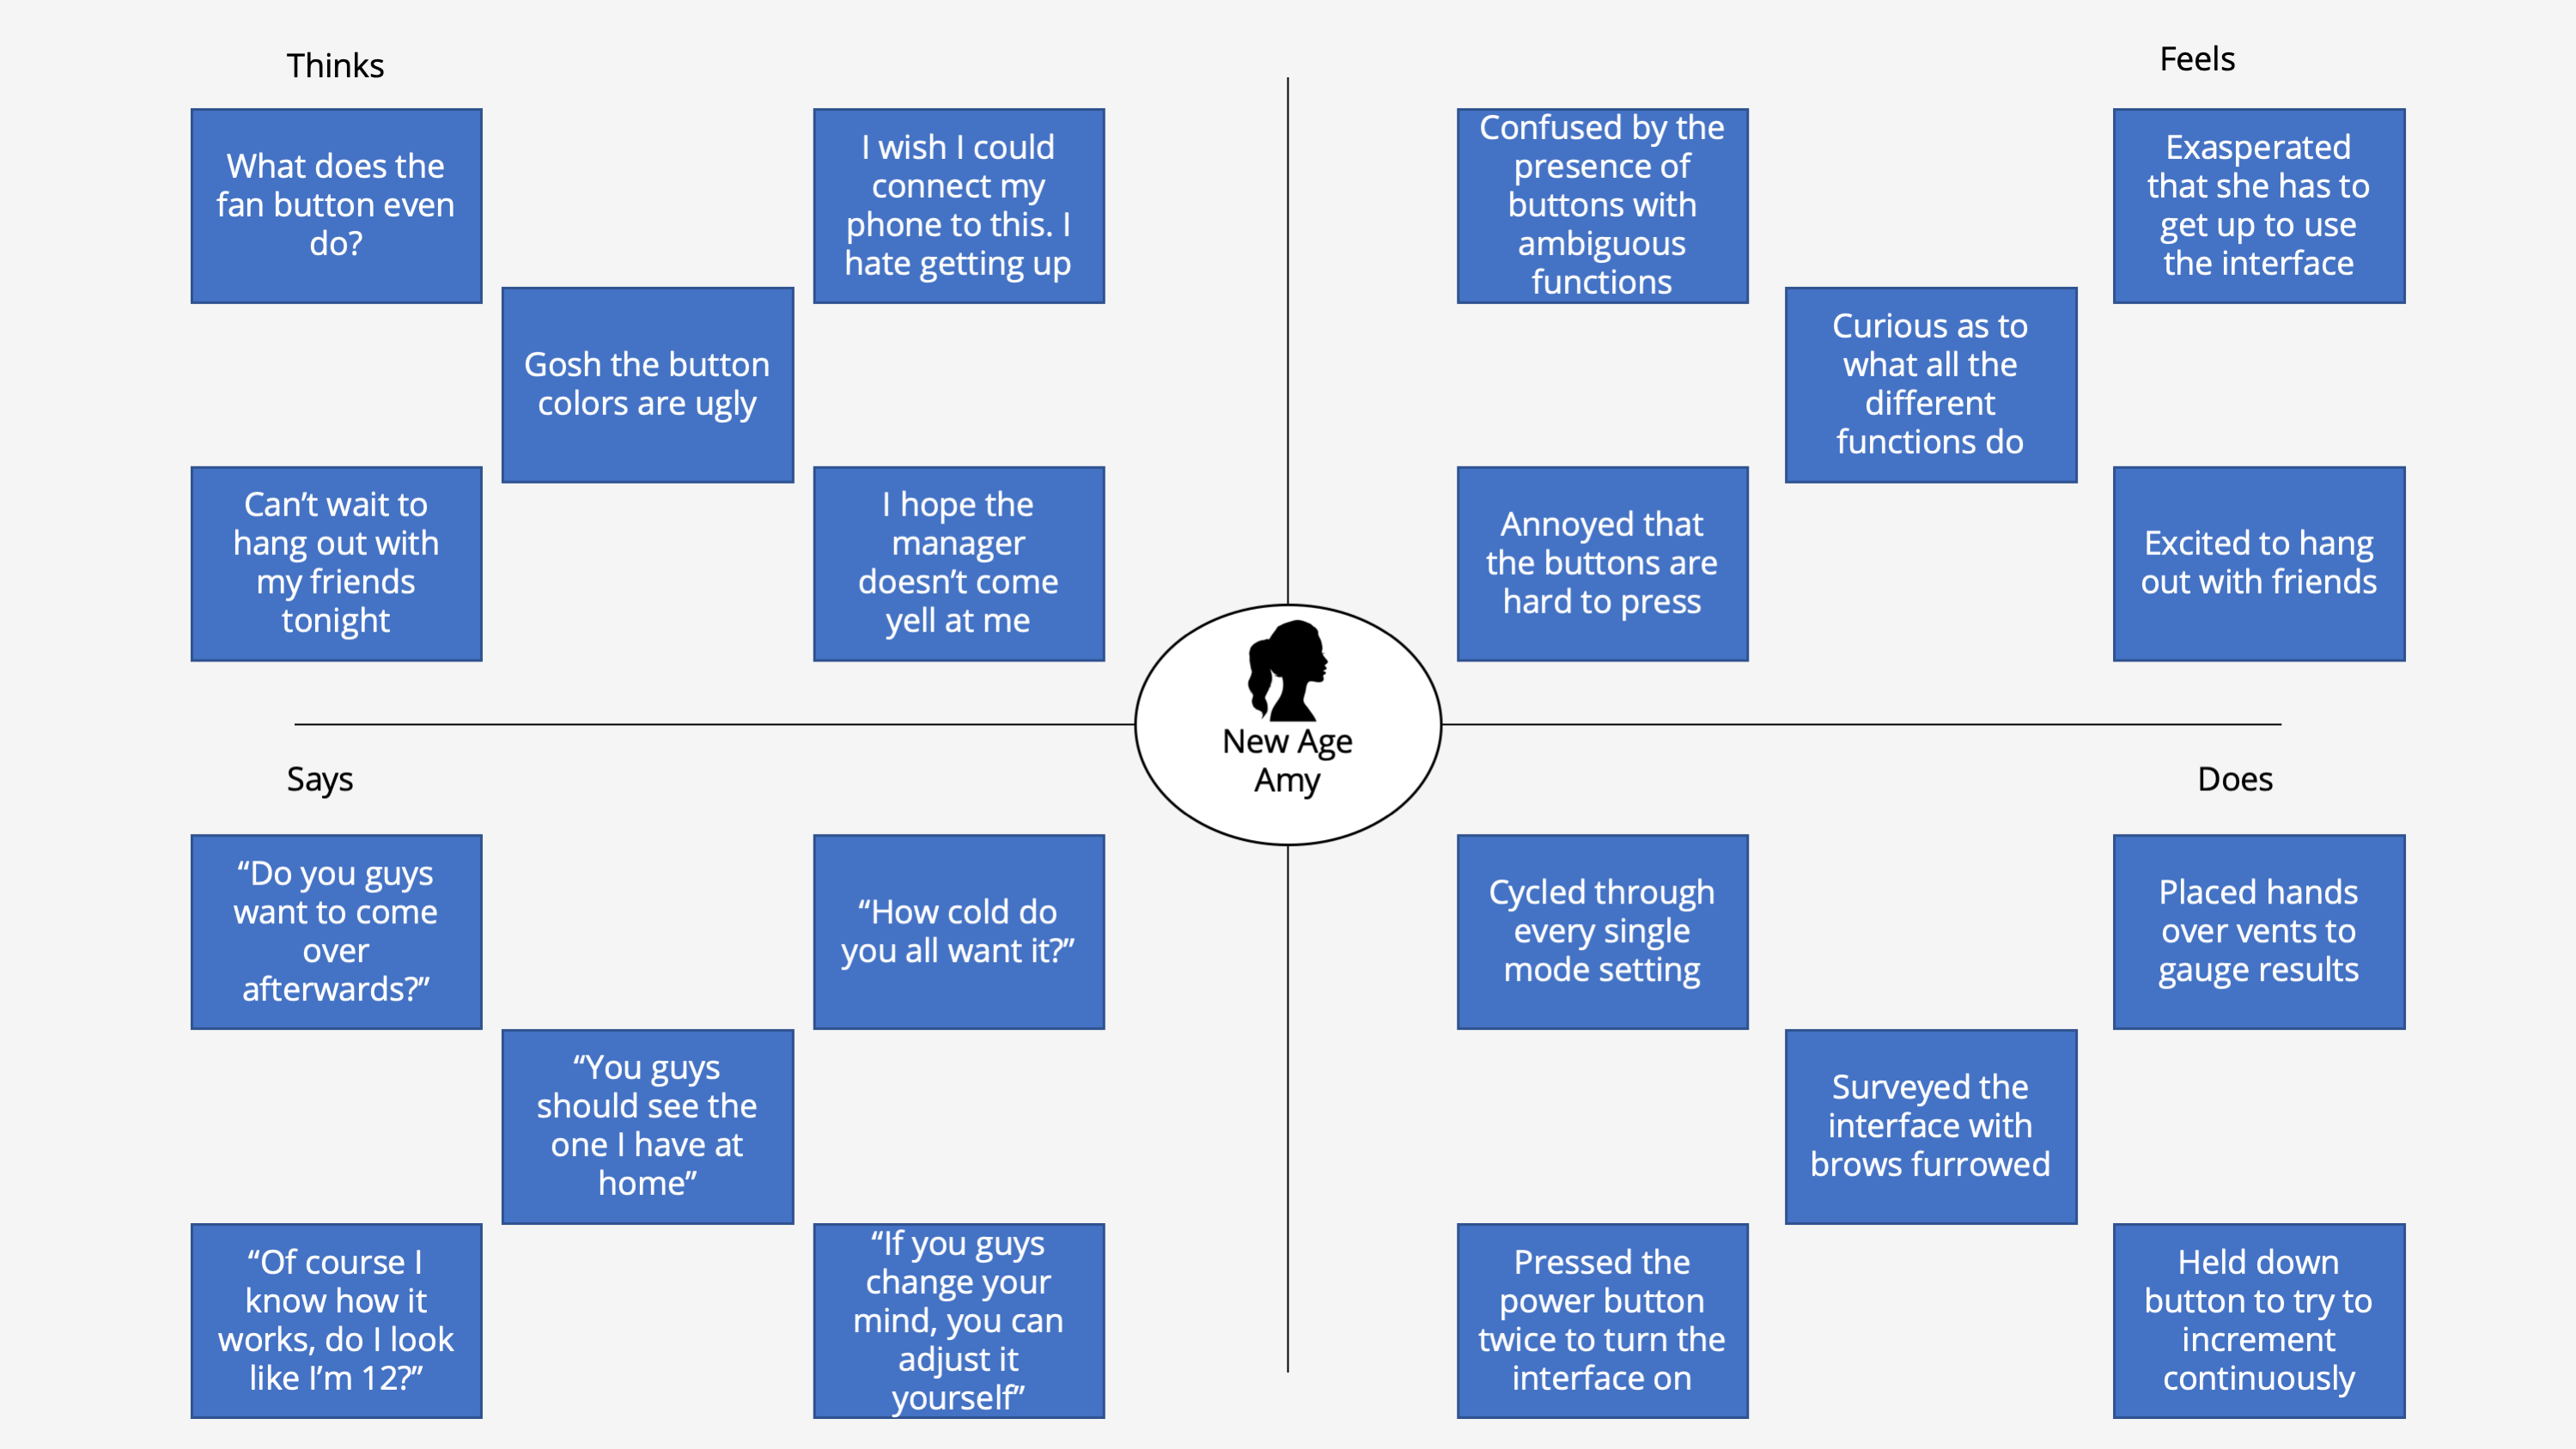 Thinks
What does the
fan button even
do?
I wish I could
connect my
phone to this. I
hate getting up
Gosh the button
colors are ugly
Can’t wait to
hang out with
my friends
tonight
I hope the
manager
doesn’t come
yell at me
Feels
Confused by the
presence of
buttons with
ambiguous
functions
Exasperated
that she has to
get up to use
the interface
Curious as to
what all the
different
functions do
Annoyed that
the buttons are
hard to press
Excited to hang
out with friends
New Age
Amy
Says
“Do you guys
want to come
over
afterwards?”
“How cold do
you all want it?”
“You guys
should see the
one I have at
home”
“Of course I
know how it
works, do I look
like I’m 12?”
“If you guys
change your
mind, you can
adjust it
yourself”
Does
Cycled through
every single
mode setting
Placed hands
over vents to
gauge results
Surveyed the
interface with
brows furrowed
Pressed the
power button
twice to turn the
interface on
Held down
button to try to
increment
continuously